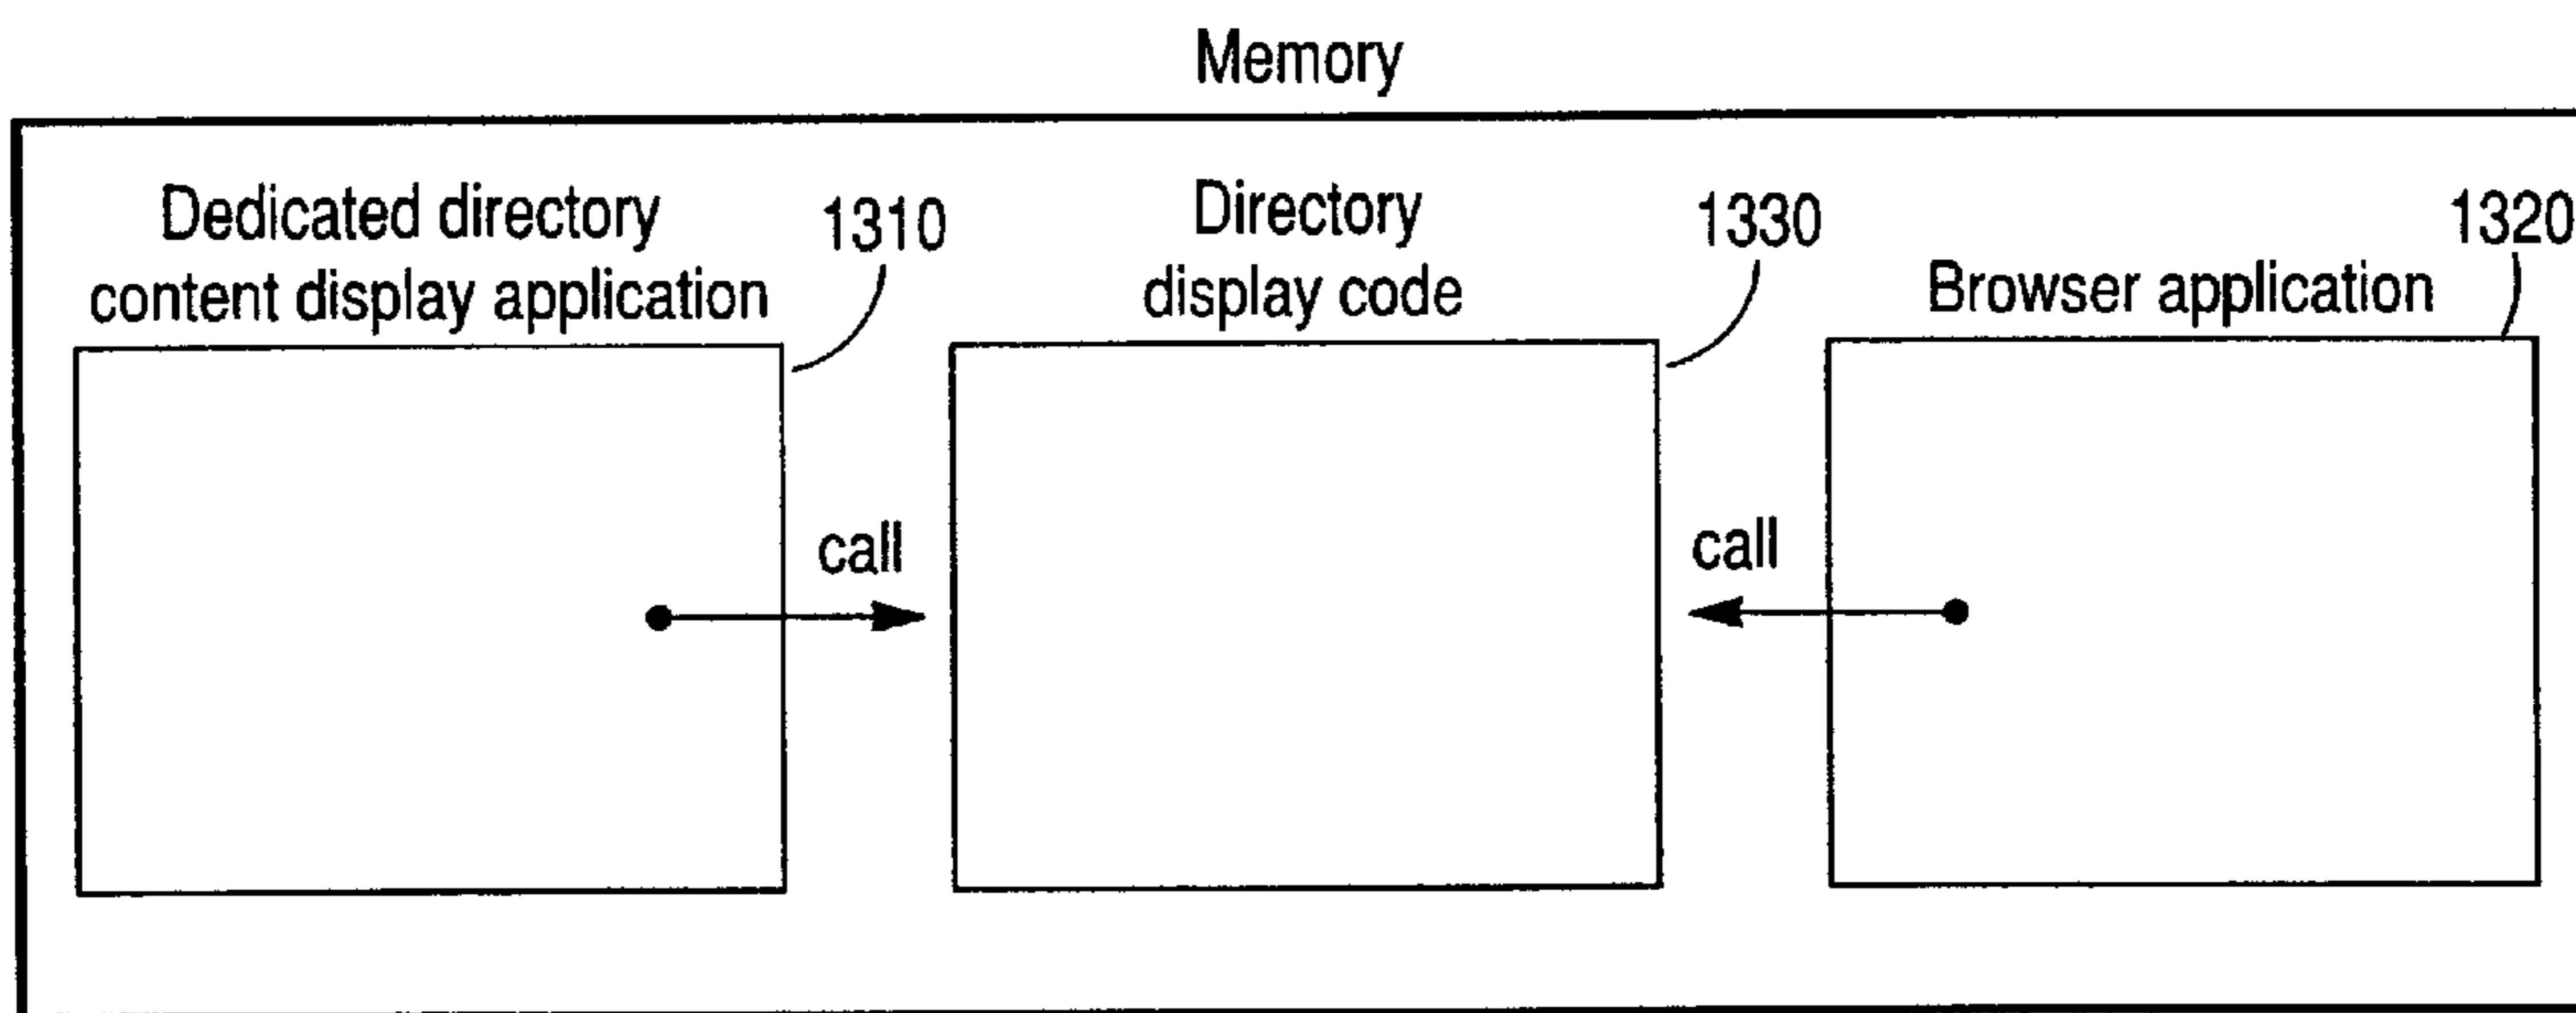 Memory
Dedicated directory
content display application
1310
Directory
display code
1330
Browser application
1320
call
call